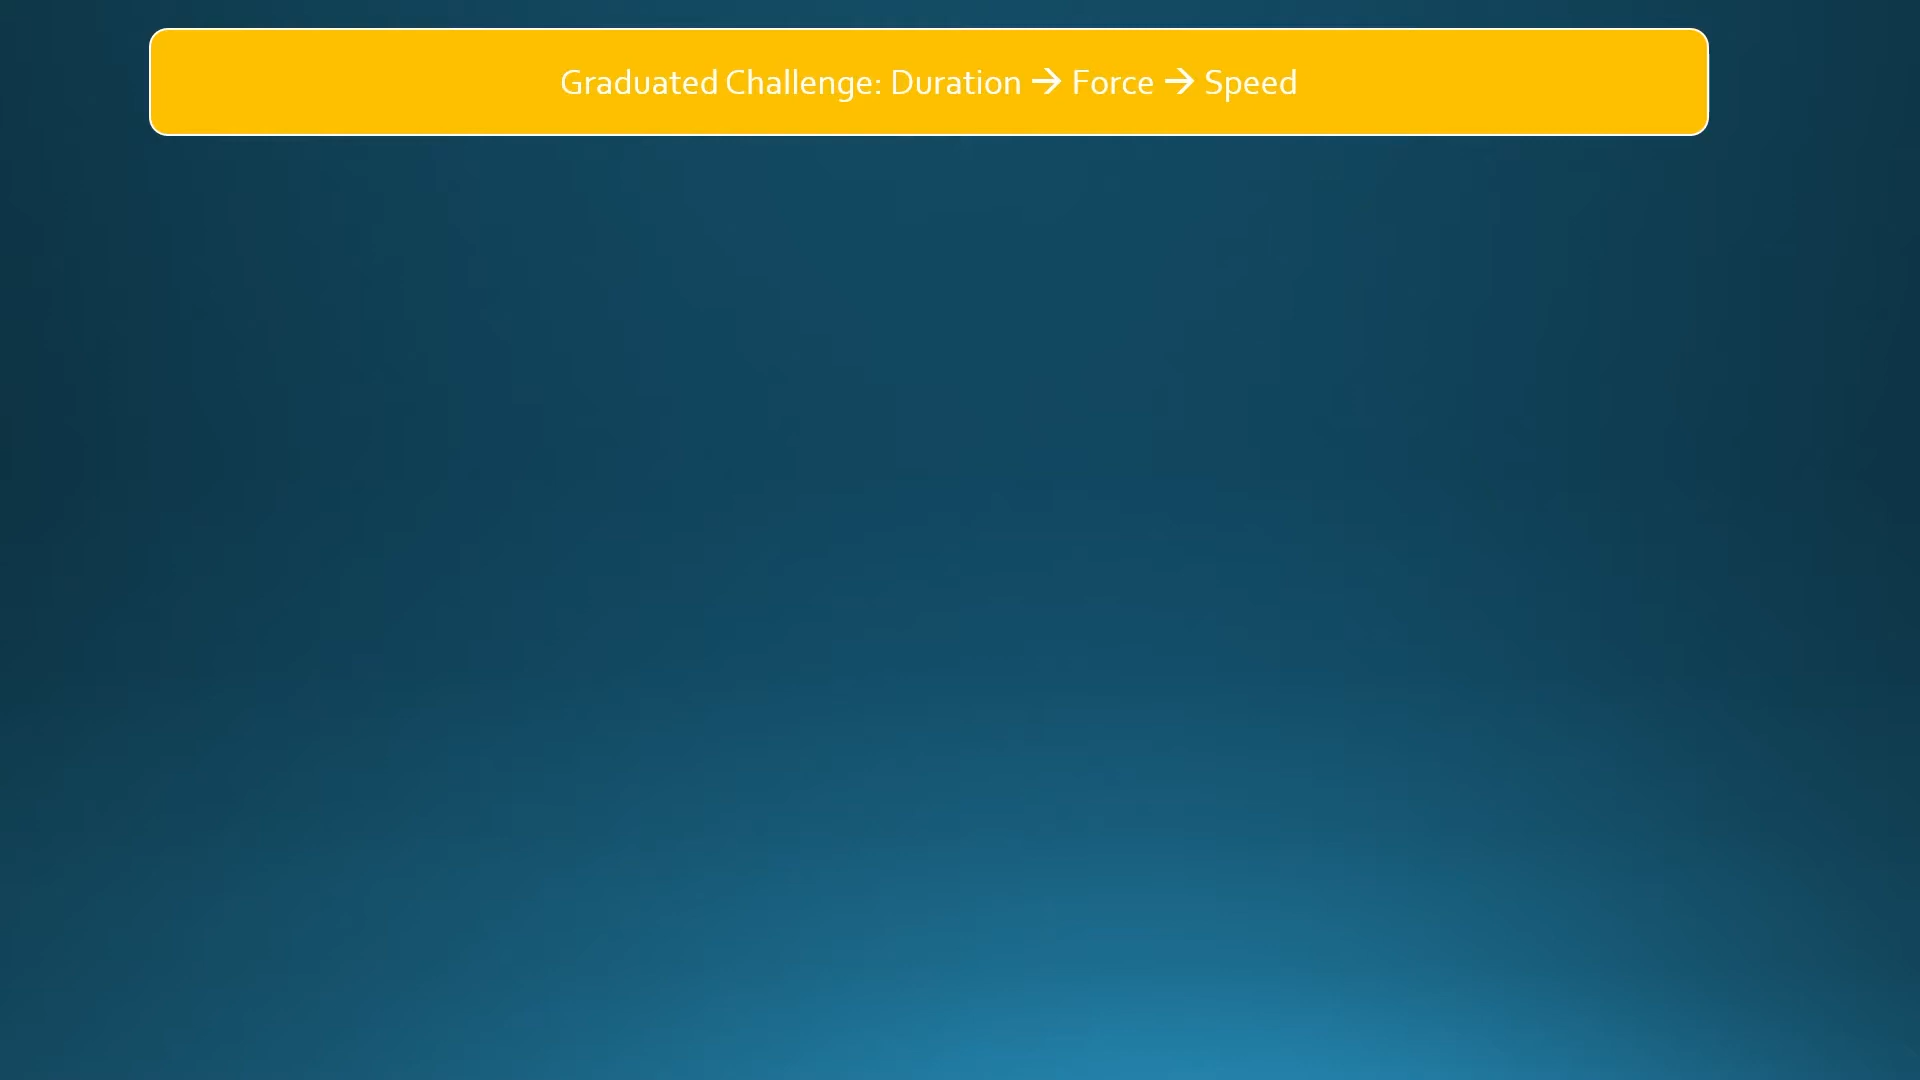 Graduated Challenge: Duration → Force → Speed